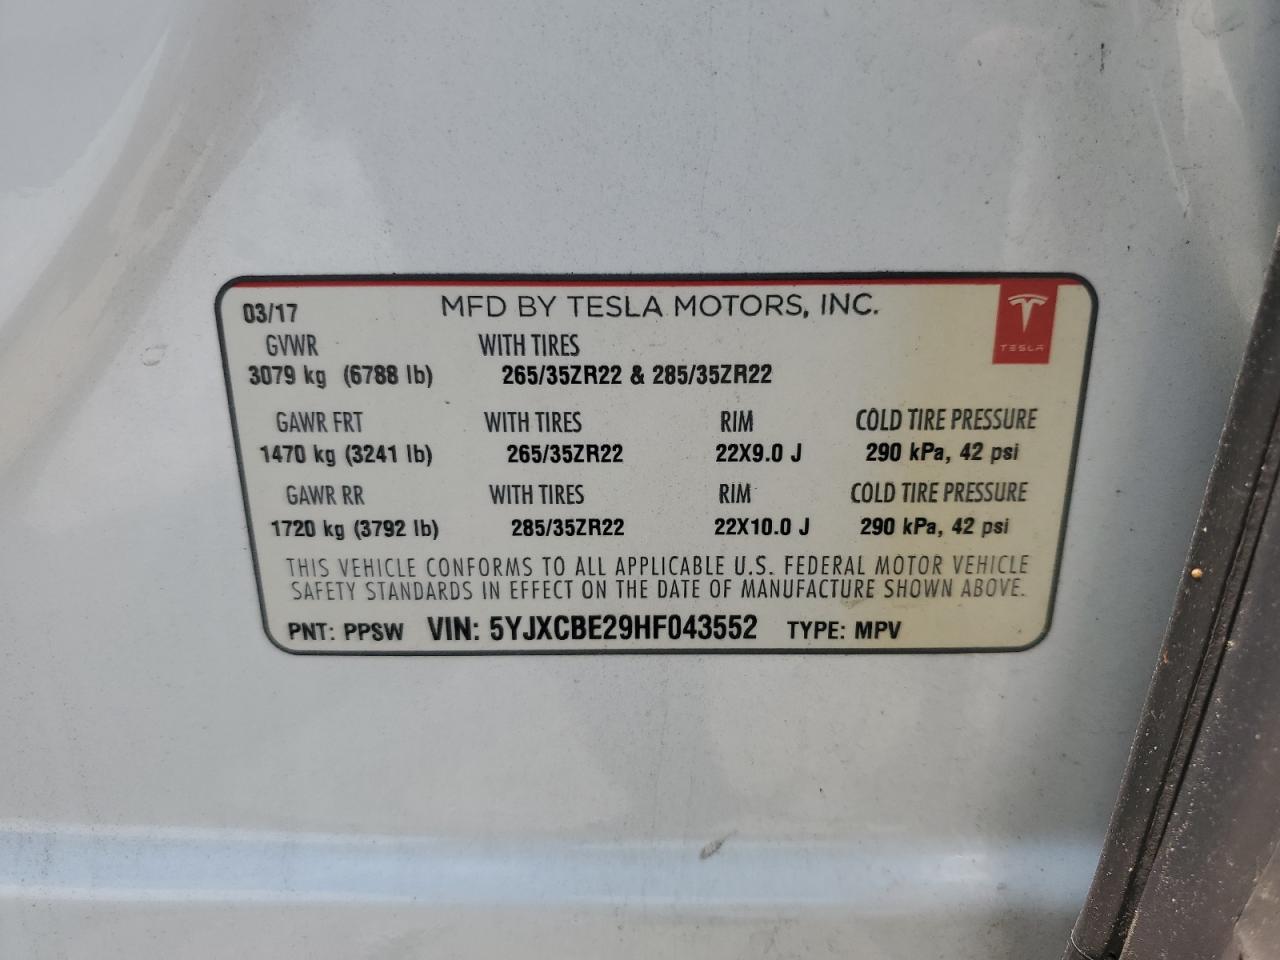 03/17 MFD BY TESLA MOTORS, INC.
TESLA
GVWR WITH TIRES
3079 kg (6788 lb) 265/35ZR22 & 285/35ZR22
GAWR FRT WITH TIRES RIM COLD TIRE PRESSURE
1470 kg (3241 lb) 265/35ZR22 22X9.0 J 290 kPa, 42 psi
GAWR RR WITH TIRES RIM COLD TIRE PRESSURE
1720 kg (3792 lb) 285/35ZR22 22X10.0 J 290 kPa, 42 psi
THIS VEHICLE CONFORMS TO ALL APPLICABLE U.S. FEDERAL MOTOR VEHICLE
SAFETY STANDARDS IN EFFECT ON THE DATE OF MANUFACTURE SHOWN ABOVE.
PNT: PPSW VIN: 5YJXCBE29HF043552 TYPE: MPV